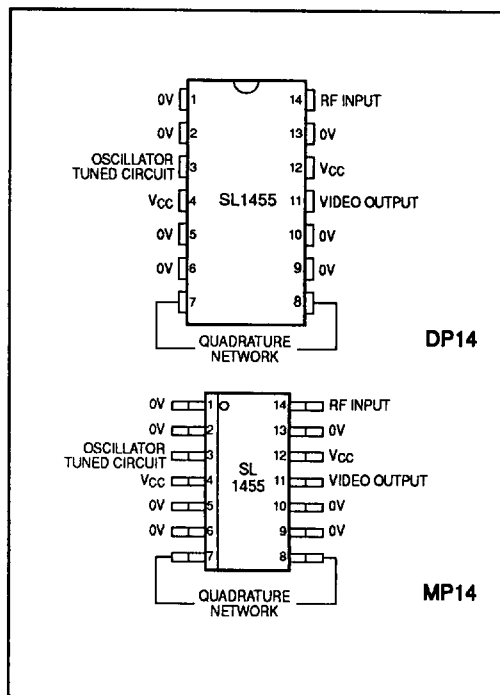 0V 1 14 RF INPUT
0V 2 13 0V
OSCILLATOR
TUNED CIRCUIT 3 12 VCC
VCC 4 SL1455 11 VIDEO OUTPUT
0V 5 10 0V
0V 6 9 0V
7 8
QUADRATURE
NETWORK
DP14
0V 1 14 RF INPUT
0V 2 13 0V
OSCILLATOR
TUNED CIRCUIT 3 12 VCC
SL
1455
VCC 4 11 VIDEO OUTPUT
0V 5 10 0V
0V 6 9 0V
7 8
QUADRATURE
NETWORK
MP14